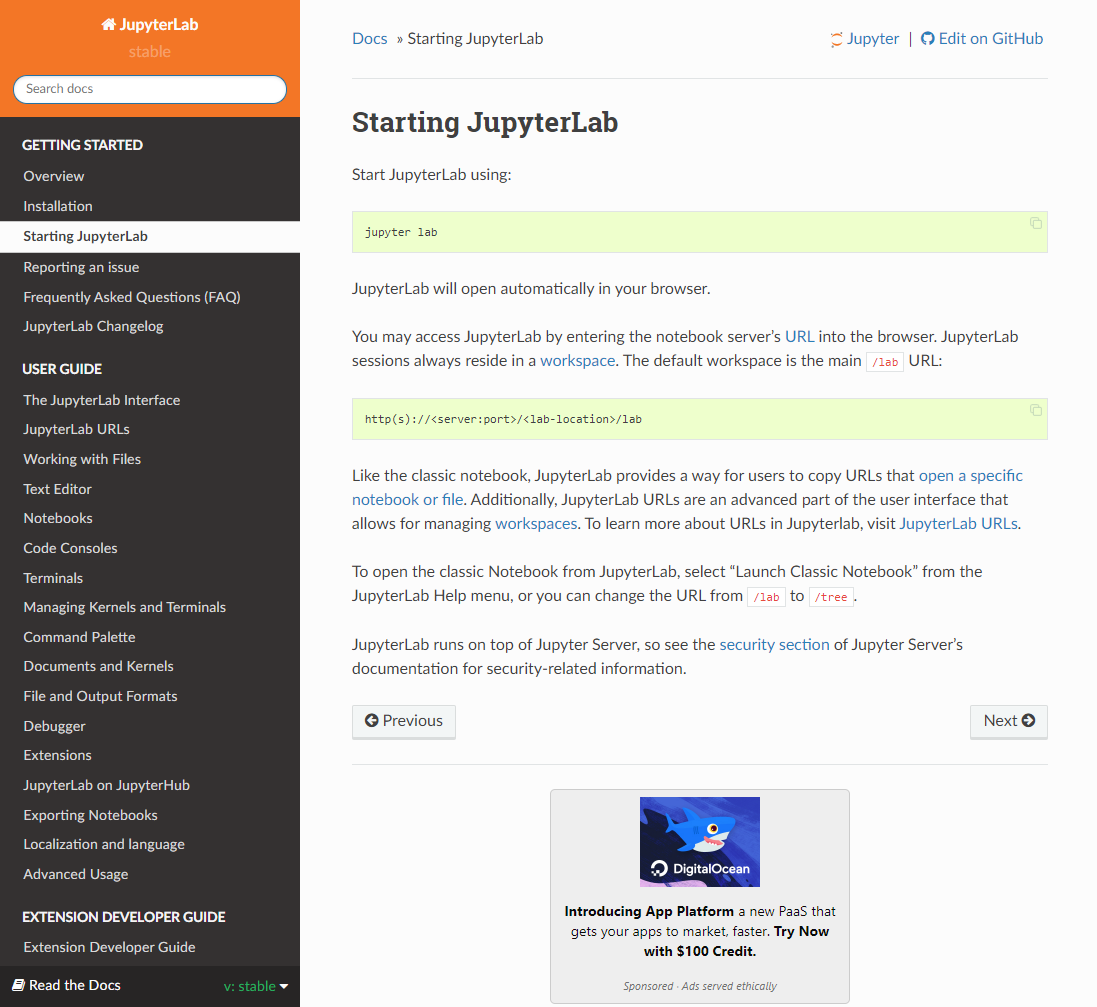 JupyterLab
stable
Search docs
GETTING STARTED
Overview
Installation
Starting JupyterLab
Reporting an issue
Frequently Asked Questions (FAQ)
JupyterLab Changelog
USER GUIDE
The JupyterLab Interface
JupyterLab URLs
Working with Files
Text Editor
Notebooks
Code Consoles
Terminals
Managing Kernels and Terminals
Command Palette
Documents and Kernels
File and Output Formats
Debugger
Extensions
JupyterLab on JupyterHub
Exporting Notebooks
Localization and language
Advanced Usage
EXTENSION DEVELOPER GUIDE
Extension Developer Guide
Read the Docs v: stable
Docs » Starting JupyterLab Jupyter | Edit on GitHub
Starting JupyterLab
Start JupyterLab using:
jupyter lab
JupyterLab will open automatically in your browser.
You may access JupyterLab by entering the notebook server’s URL into the browser. JupyterLab
sessions always reside in a workspace. The default workspace is the main /lab URL:
http(s)://<server:port>/<lab-location>/lab
Like the classic notebook, JupyterLab provides a way for users to copy URLs that open a specific
notebook or file. Additionally, JupyterLab URLs are an advanced part of the user interface that
allows for managing workspaces. To learn more about URLs in Jupyterlab, visit JupyterLab URLs.
To open the classic Notebook from JupyterLab, select “Launch Classic Notebook” from the
JupyterLab Help menu, or you can change the URL from /lab to /tree.
JupyterLab runs on top of Jupyter Server, so see the security section of Jupyter Server’s
documentation for security-related information.
Previous Next
DigitalOcean
Introducing App Platform a new PaaS that
gets your apps to market, faster. Try Now
with $100 Credit.
Sponsored · Ads served ethically